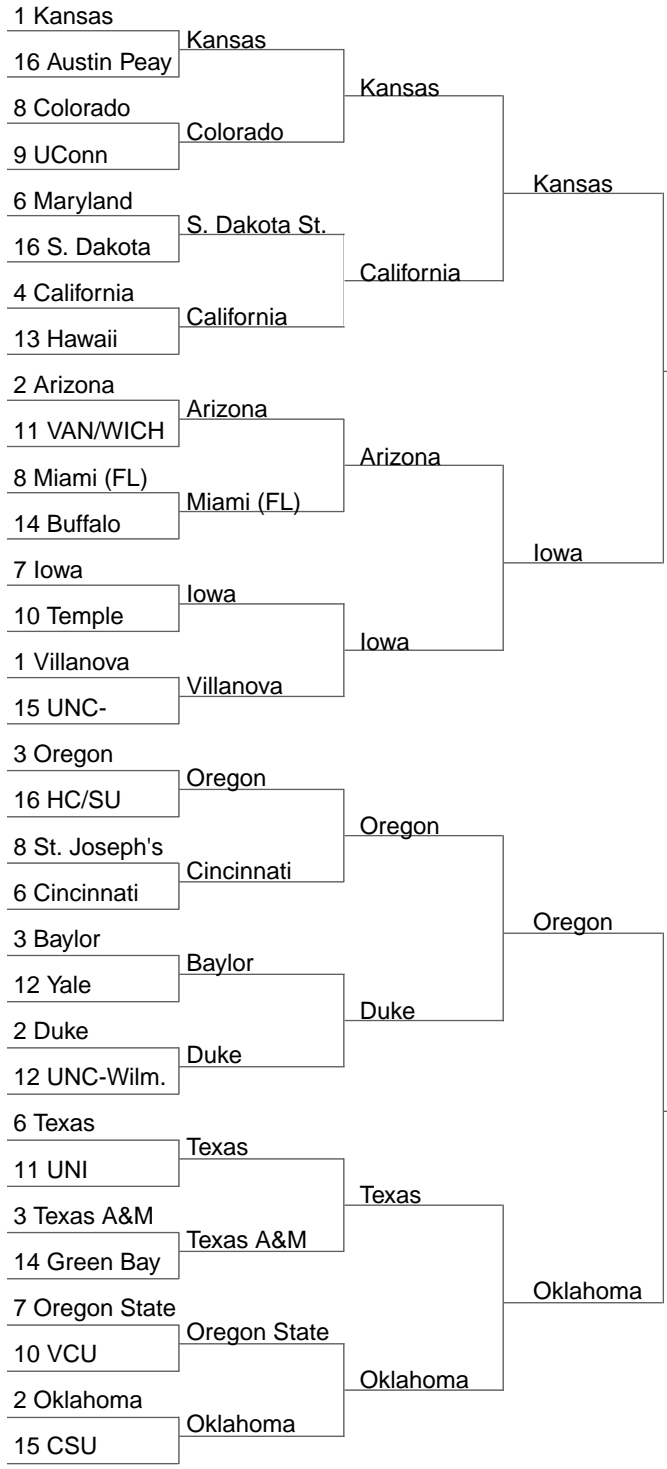 1 Kansas
16 Austin Peay
8 Colorado
9 UConn
6 Maryland
16 S. Dakota
4 California
13 Hawaii
2 Arizona
11 VAN/WICH
8 Miami (FL)
14 Buffalo
7 Iowa
10 Temple
1 Villanova
15 UNC-
3 Oregon
16 HC/SU
8 St. Joseph's
6 Cincinnati
3 Baylor
12 Yale
2 Duke
12 UNC-Wilm.
6 Texas
11 UNI
3 Texas A&M
14 Green Bay
7 Oregon State
10 VCU
2 Oklahoma
15 CSU
Kansas
Colorado
S. Dakota St.
California
Arizona
Miami (FL)
Iowa
Villanova
Oregon
Cincinnati
Baylor
Duke
Texas
Texas A&M
Oregon State
Oklahoma
Kansas
California
Arizona
Iowa
Oregon
Duke
Texas
Oklahoma
Kansas
Iowa
Oregon
Oklahoma